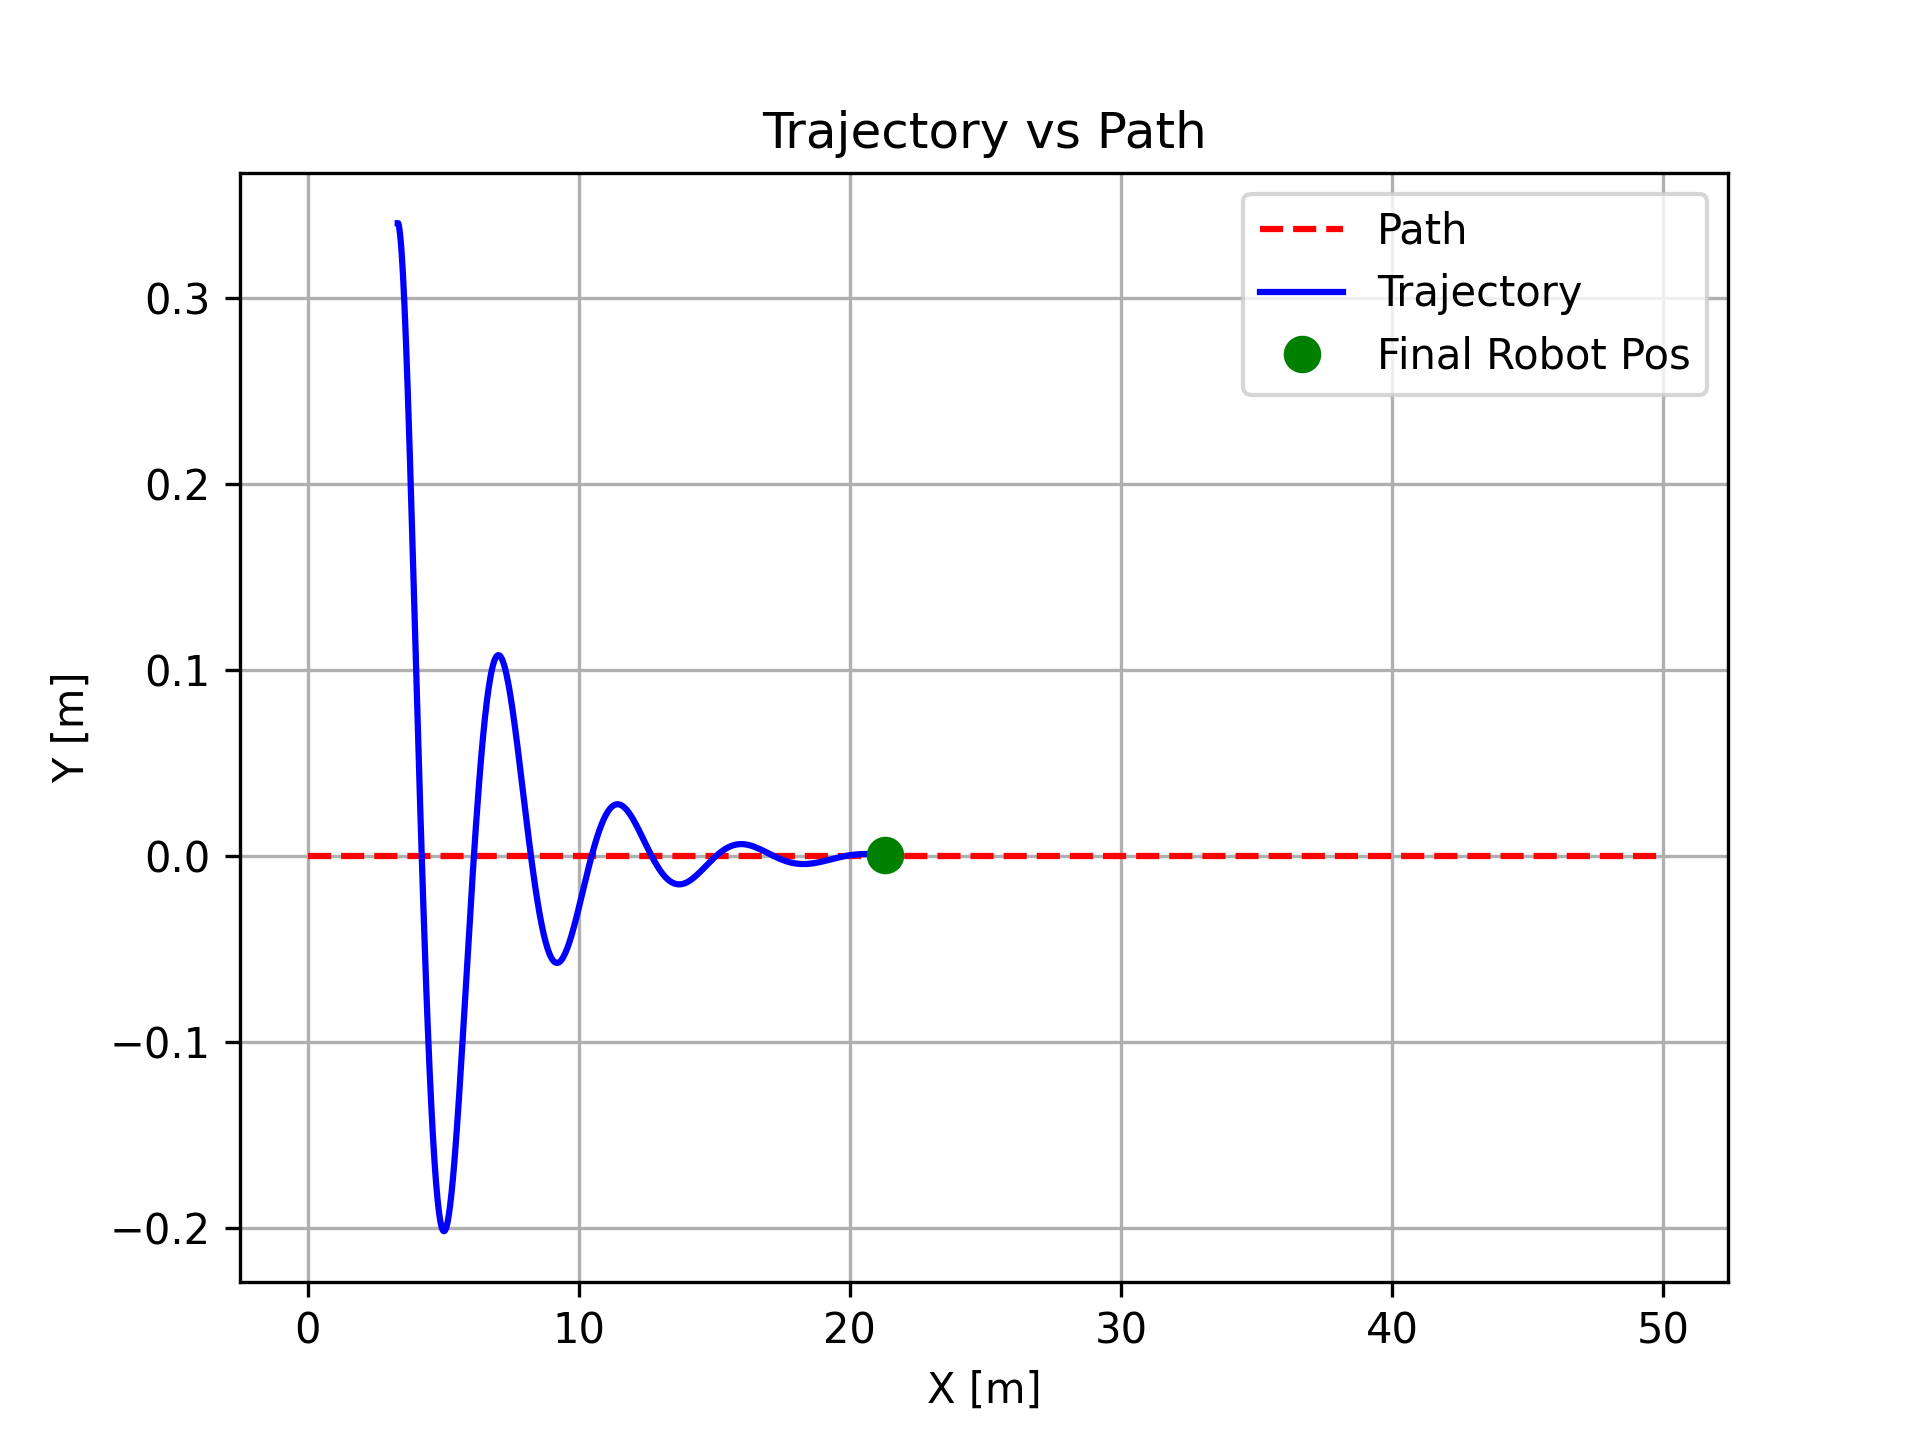 Trajectory vs Path
Path
Trajectory
Final Robot Pos
Y [m]
0.3
0.2
0.1
0.0
−0.1
−0.2
0 10 20 30 40 50
X [m]